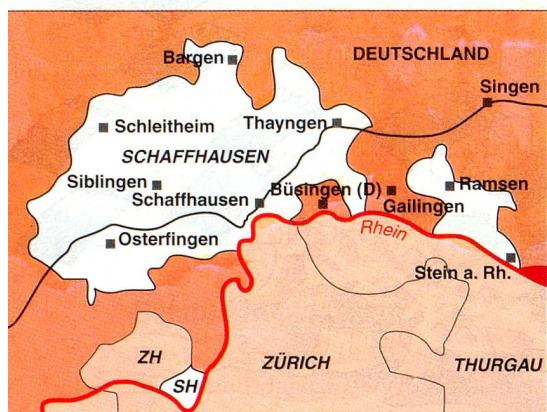 Bargen
DEUTSCHLAND
Singen
Schleitheim
Thayngen
SCHAFFHAUSEN
Siblingen
Schaffhausen
Büsingen (D)
Ramsen
Gailingen
Osterfingen
Rhein
Stein a. Rh.
ZH
SH
ZÜRICH
THURGAU